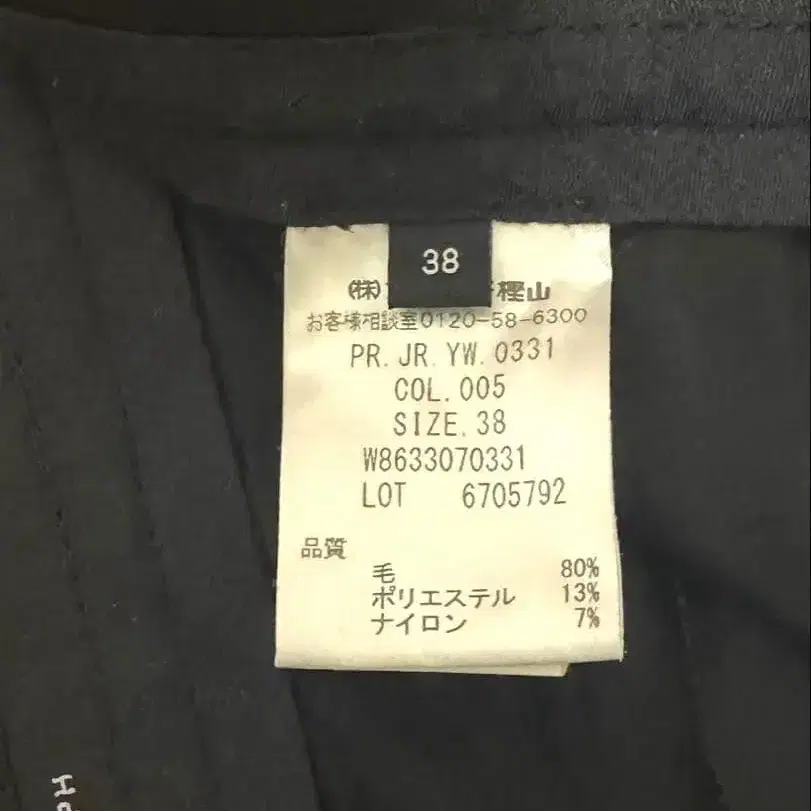 38
(株) 樫山
お客様相談室0120-58-6300
PR.JR.YW.0331
COL.005
SIZE.38
W8633070331
LOT 6705792
品質
毛 80%
ポリエステル 13%
ナイロン 7%